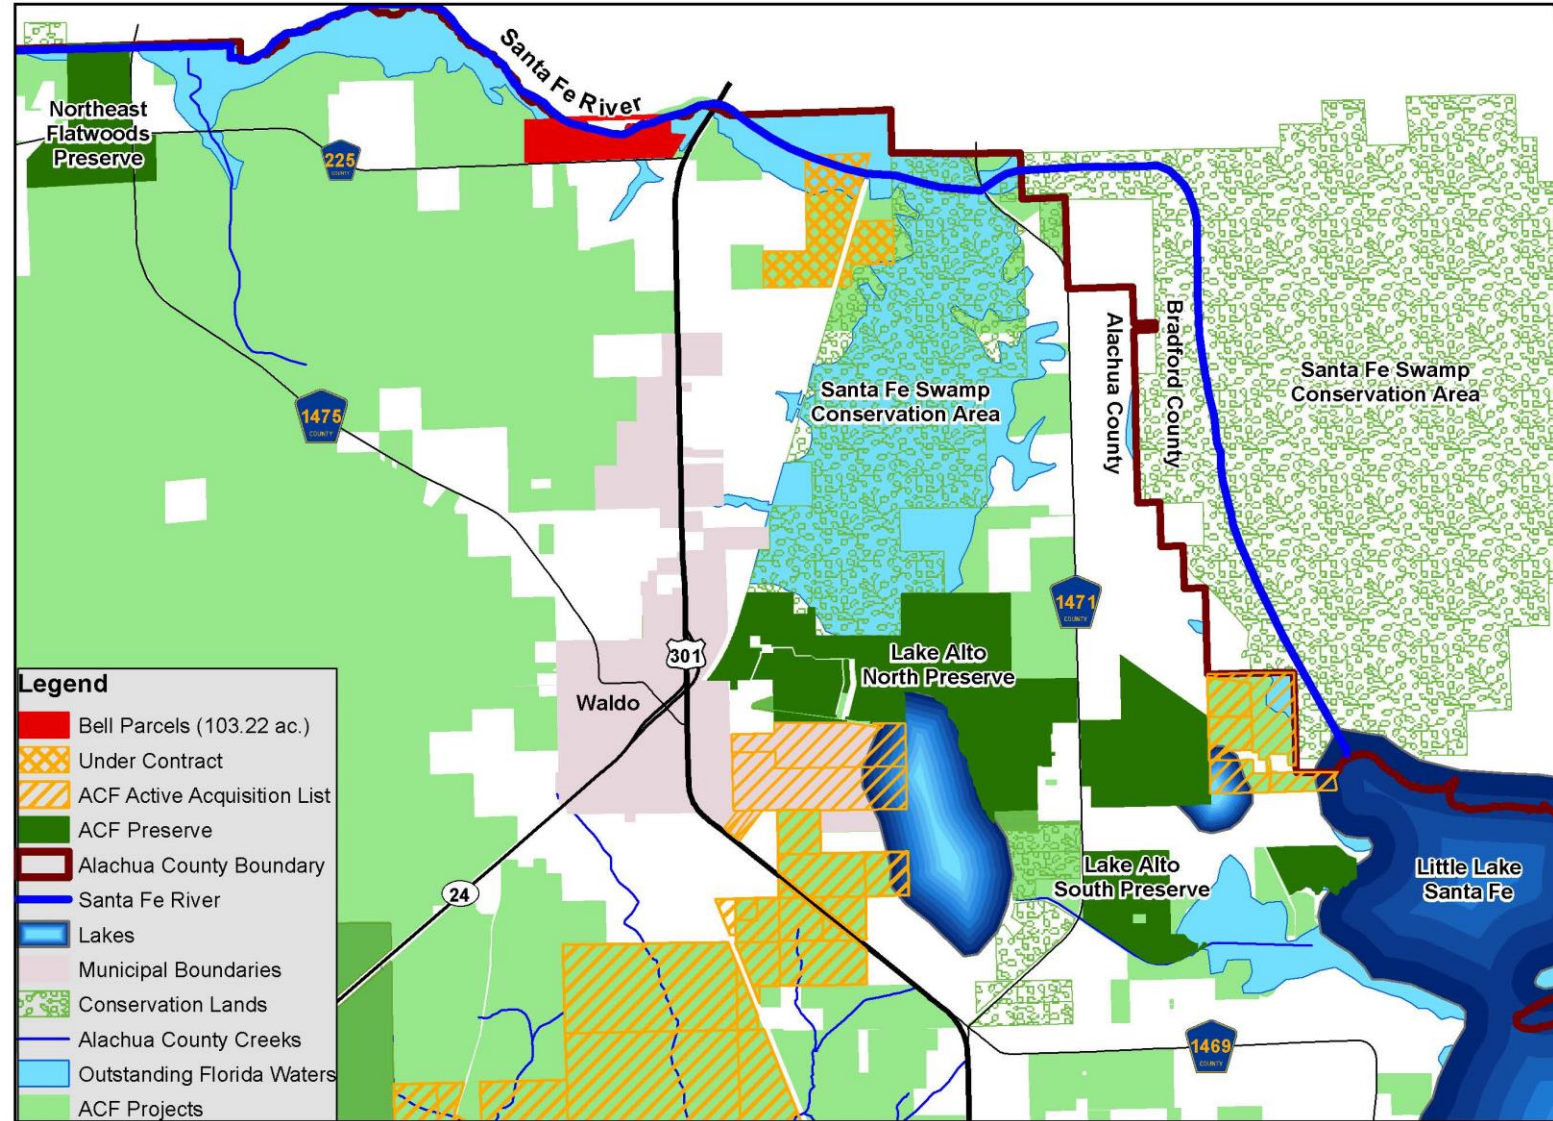 Santa Fe River
Northeast
Flatwoods
Preserve
225
COUNTY
1475
COUNTY
Santa Fe Swamp
Conservation Area
Alachua County
Bradford County
Santa Fe Swamp
Conservation Area
1471
COUNTY
301
Waldo
Lake Alto
North Preserve
24
Lake Alto
South Preserve
Little Lake
Santa Fe
1469
COUNTY
Legend
Bell Parcels (103.22 ac.)
Under Contract
ACF Active Acquisition List
ACF Preserve
Alachua County Boundary
Santa Fe River
Lakes
Municipal Boundaries
Conservation Lands
Alachua County Creeks
Outstanding Florida Waters
ACF Projects